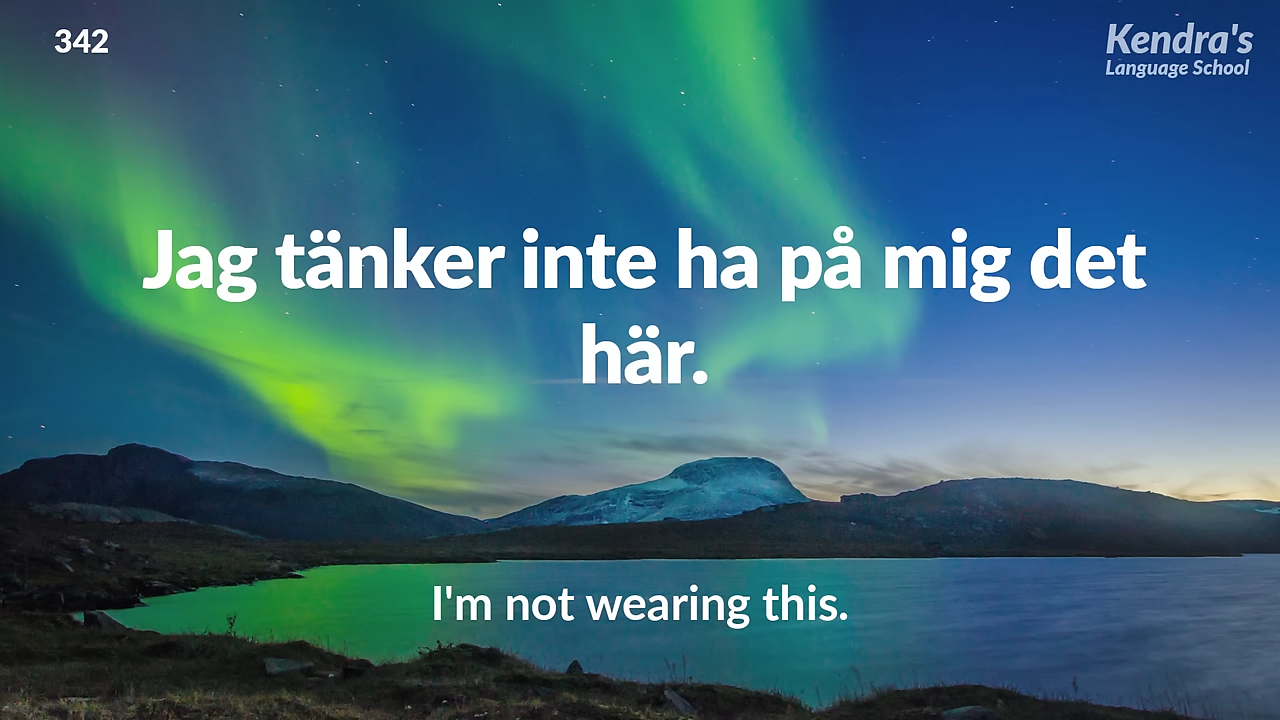 342
Kendra's
Language School
Jag tänker inte ha på mig det
här.
I'm not wearing this.